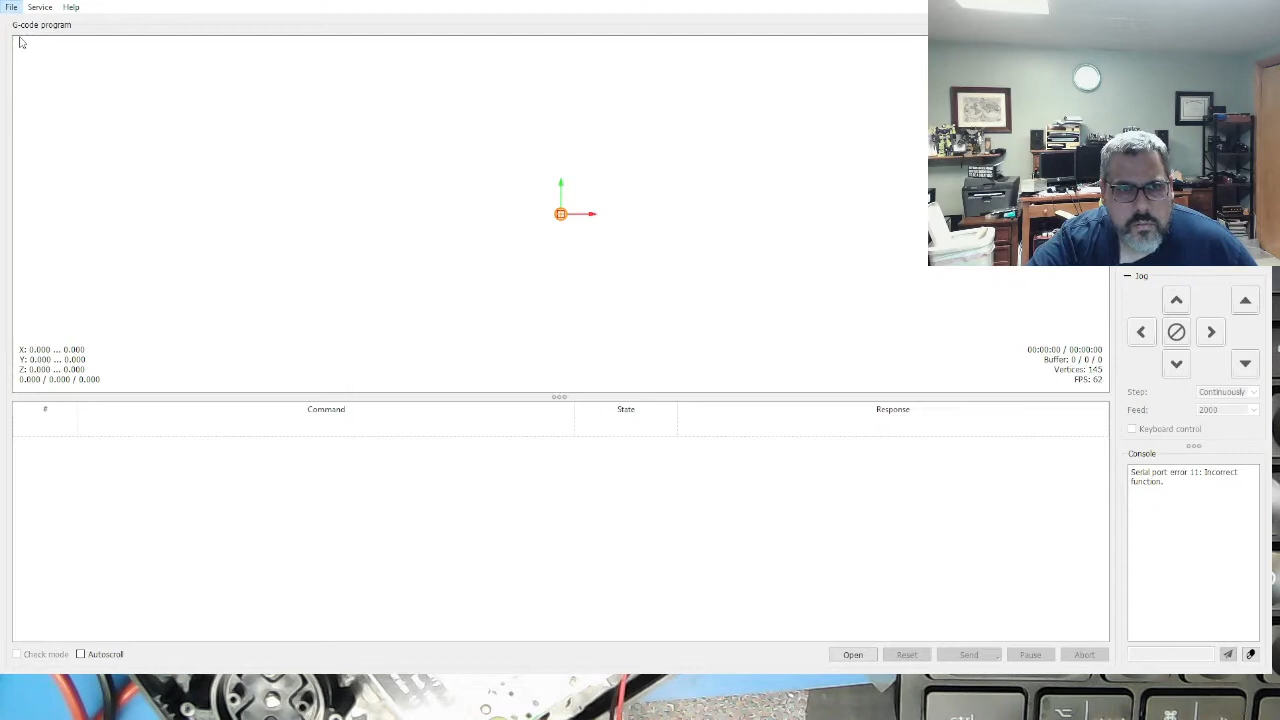 File Service Help
G-code program
X: 0.000 ... 0.000
Y: 0.000 ... 0.000
Z: 0.000 ... 0.000
0.000 / 0.000 / 0.000
00:00:00 / 00:00:00
Buffer: 0 / 0 / 0
Vertices: 145
FPS: 62
# Command State Response
Check mode Autoscroll
Open Reset Send Pause Abort
Jog
Step: Continuously
Feed: 2000
Keyboard control
Console
Serial port error 11: Incorrect
function.
ctrl